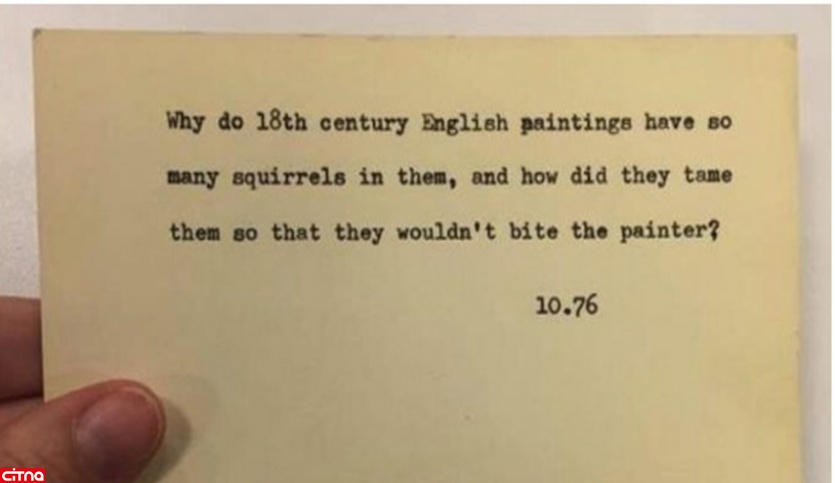 Why do 18th century English paintings have so
many squirrels in them, and how did they tame
them so that they wouldn't bite the painter?
10.76
citna